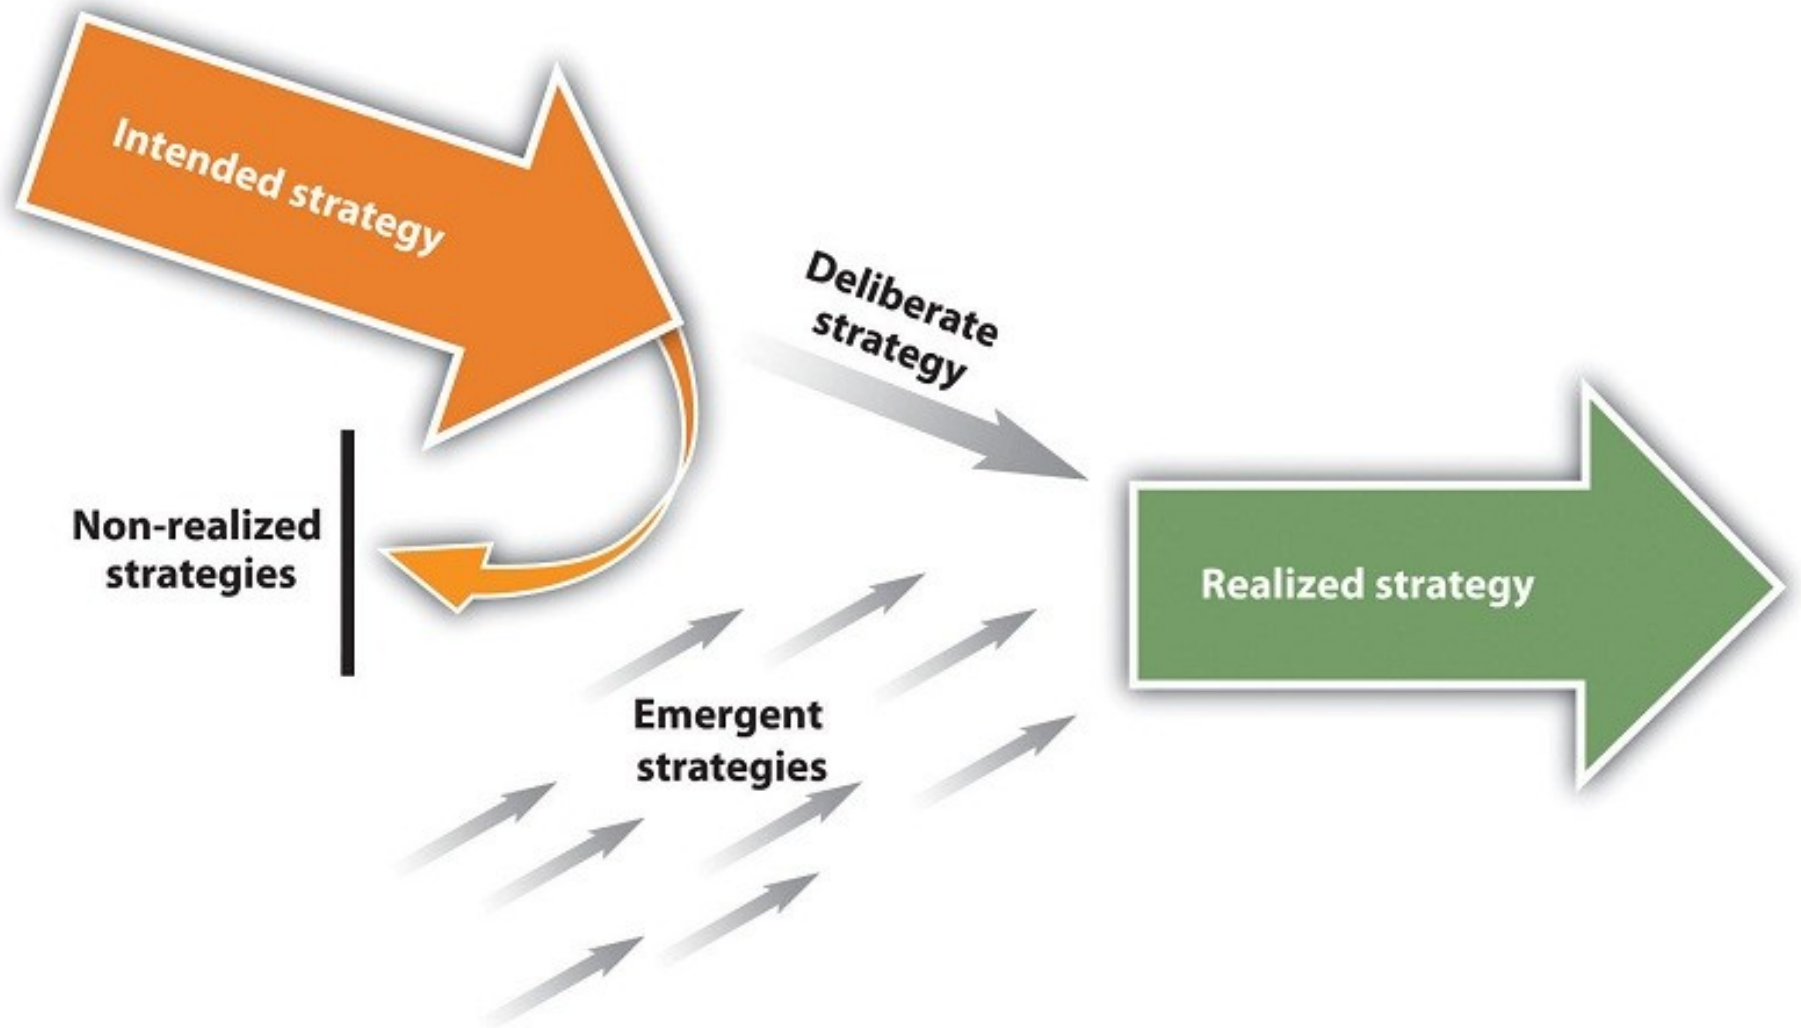 Intended strategy
Deliberate
strategy
Non-realized
strategies
Realized strategy
Emergent
strategies